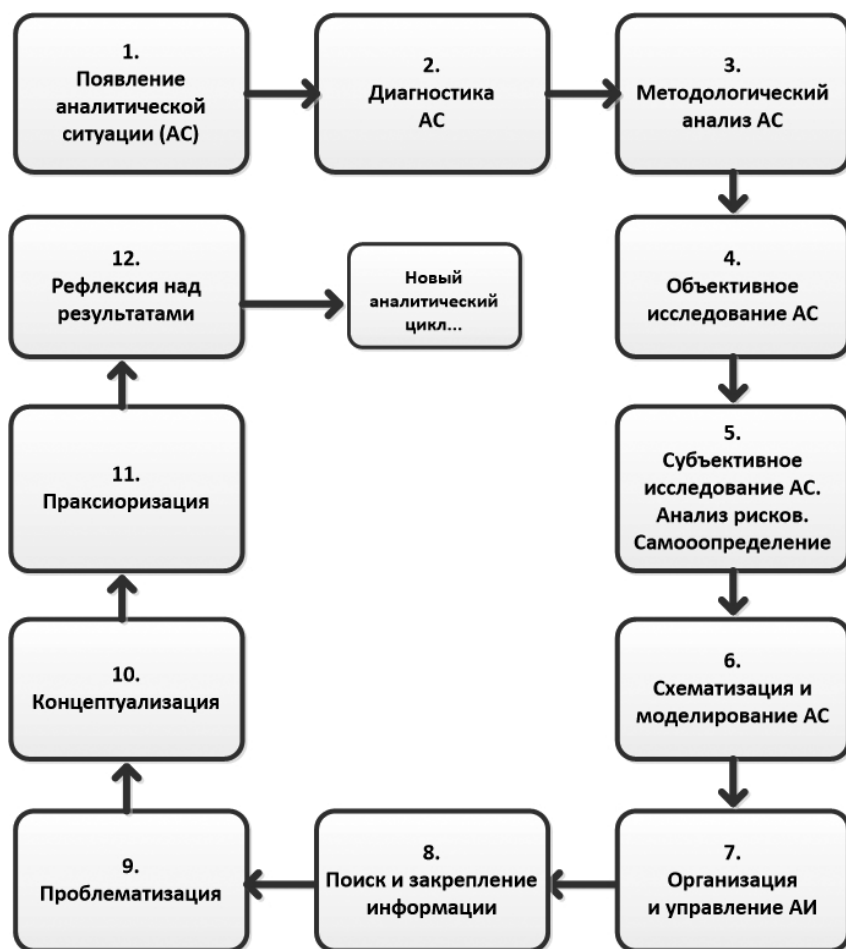 1.
Появление
аналитической
ситуации (АС)
2.
Диагностика
АС
3.
Методологический
анализ АС
4.
Объективное
исследование АС
5.
Субъективное
исследование АС.
Анализ рисков.
Самооопределение
6.
Схематизация и
моделирование АС
7.
Организация
и управление АИ
8.
Поиск и закрепление
информации
9.
Проблематизация
10.
Концептуализация
11.
Праксиоризация
12.
Рефлексия над
результатами
Новый
аналитический
цикл...